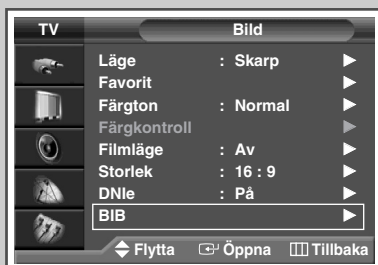 TV Bild
Läge : Skarp
Favorit
Färgton : Normal
Färgkontroll
Filmläge : Av
Storlek : 16 : 9
DNIe : På
BIB
Flytta Öppna Tillbaka